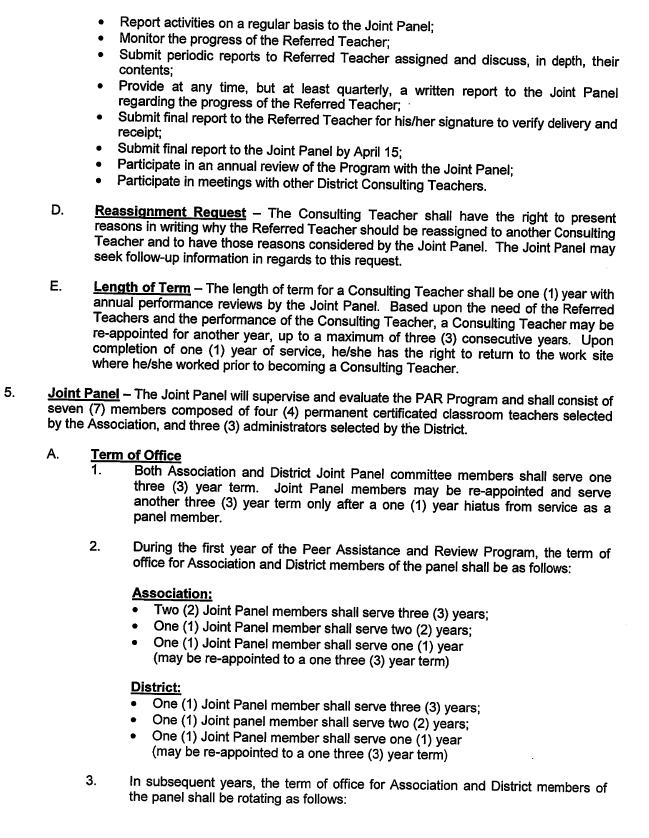 • Report activities on a regular basis to the Joint Panel;
• Monitor the progress of the Referred Teacher;
• Submit periodic reports to Referred Teacher assigned and discuss, in depth, their
contents;
• Provide at any time, but at least quarterly, a written report to the Joint Panel
regarding the progress of the Referred Teacher;
• Submit final report to the Referred Teacher for his/her signature to verify delivery and
receipt;
• Submit final report to the Joint Panel by April 15;
• Participate in an annual review of the Program with the Joint Panel;
• Participate in meetings with other District Consulting Teachers.
D. Reassignment Request – The Consulting Teacher shall have the right to present
reasons in writing why the Referred Teacher should be reassigned to another Consulting
Teacher and to have those reasons considered by the Joint Panel. The Joint Panel may
seek follow-up information in regards to this request.
E. Length of Term – The length of term for a Consulting Teacher shall be one (1) year with
annual performance reviews by the Joint Panel. Based upon the need of the Referred
Teachers and the performance of the Consulting Teacher, a Consulting Teacher may be
re-appointed for another year, up to a maximum of three (3) consecutive years. Upon
completion of one (1) year of service, he/she has the right to return to the work site
where he/she worked prior to becoming a Consulting Teacher.
5. Joint Panel – The Joint Panel will supervise and evaluate the PAR Program and shall consist of
seven (7) members composed of four (4) permanent certificated classroom teachers selected
by the Association, and three (3) administrators selected by the District.
A. Term of Office
1. Both Association and District Joint Panel committee members shall serve one
three (3) year term. Joint Panel members may be re-appointed and serve
another three (3) year term only after a one (1) year hiatus from service as a
panel member.
2. During the first year of the Peer Assistance and Review Program, the term of
office for Association and District members of the panel shall be as follows:
Association:
• Two (2) Joint Panel members shall serve three (3) years;
• One (1) Joint Panel member shall serve two (2) years;
• One (1) Joint Panel member shall serve one (1) year
(may be re-appointed to a one three (3) year term)
District:
• One (1) Joint Panel member shall serve three (3) years;
• One (1) Joint panel member shall serve two (2) years;
• One (1) Joint Panel member shall serve one (1) year
(may be re-appointed to a one three (3) year term)
3. In subsequent years, the term of office for Association and District members of
the panel shall be rotating as follows: